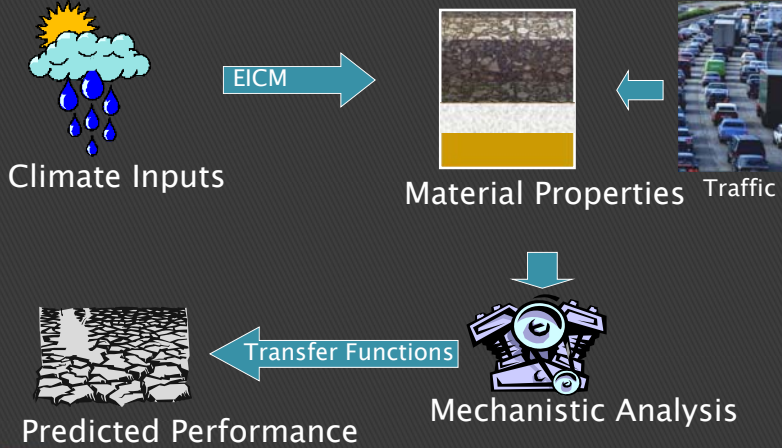 EICM
Climate Inputs
Material Properties
Traffic
Transfer Functions
Mechanistic Analysis
Predicted Performance